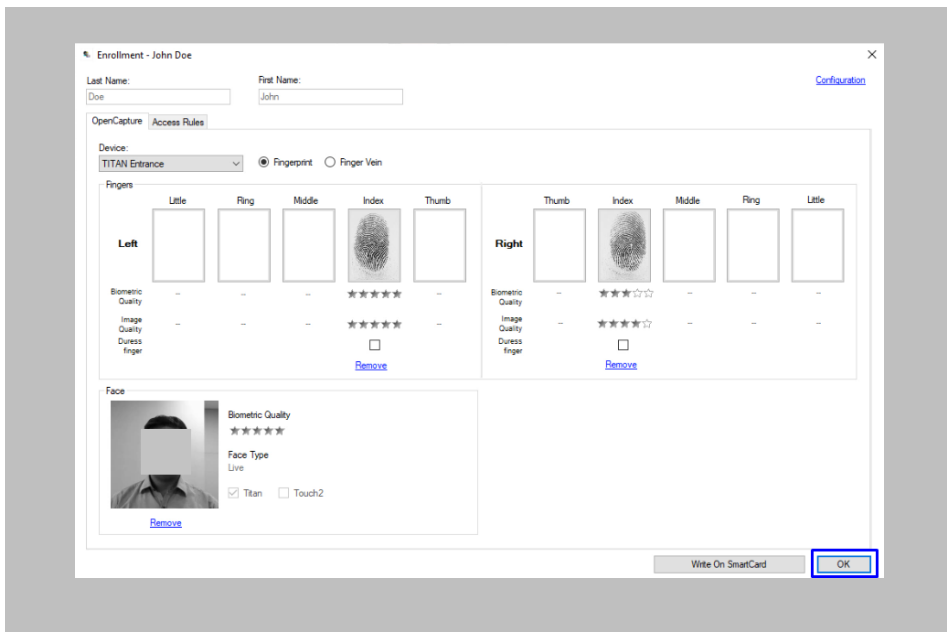 Enrollment - John Doe
Last Name:
First Name:
Configuration
Doe
John
OpenCapture
Access Rules
Device:
TITAN Entrance
Fingerprint
Finger Vein
Fingers
Little Ring Middle Index Thumb
Thumb Index Middle Ring Little
Left
Right
Biometric
Quality
-- -- -- --
Biometric
Quality
-- -- -- --
Image
Quality
-- -- -- --
Image
Quality
-- -- -- --
Duress
finger
Duress
finger
Remove
Remove
Face
Biometric Quality
Face Type
Live
Titan
Touch2
Remove
Write On SmartCard
OK